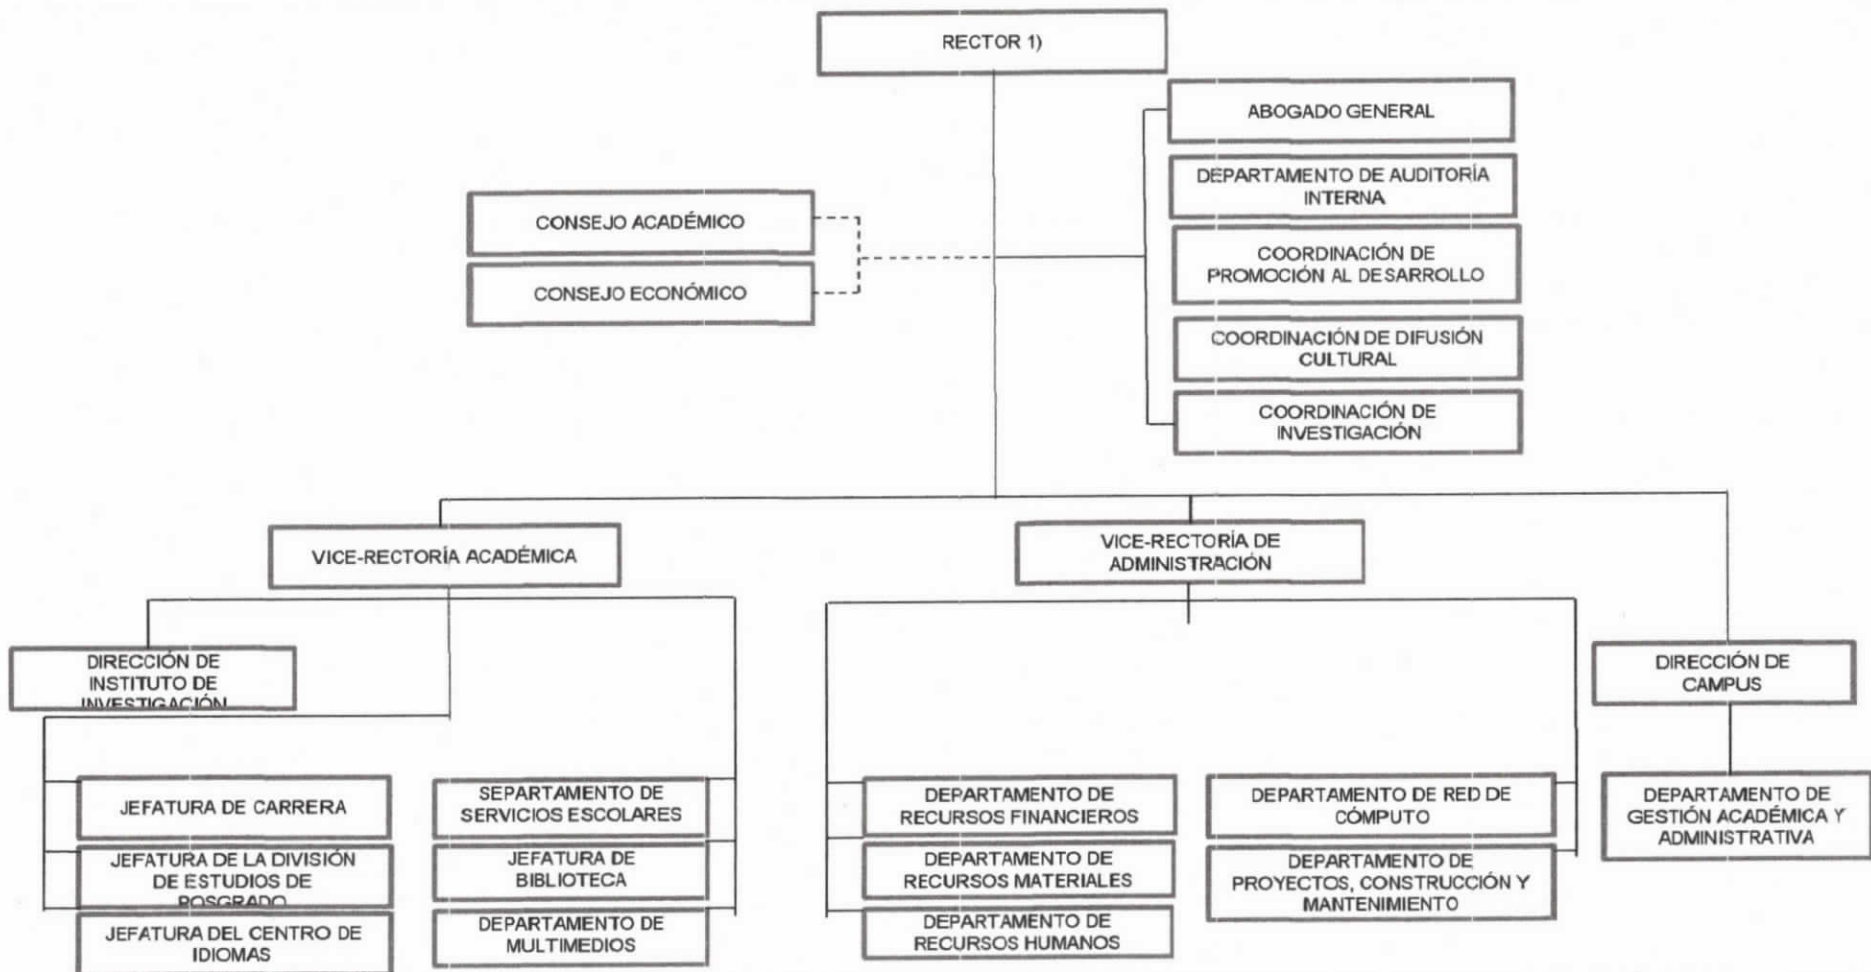 RECTOR 1)
ABOGADO GENERAL
DEPARTAMENTO DE AUDITORÍA
INTERNA
CONSEJO ACADÉMICO
CONSEJO ECONÓMICO
COORDINACIÓN DE
PROMOCIÓN AL DESARROLLO
COORDINACIÓN DE DIFUSIÓN
CULTURAL
COORDINACIÓN DE
INVESTIGACIÓN
VICE-RECTORÍA ACADÉMICA
VICE-RECTORÍA DE
ADMINISTRACIÓN
DIRECCIÓN DE
INSTITUTO DE
INVESTIGACIÓN
DIRECCIÓN DE
CAMPUS
JEFATURA DE CARRERA
JEFATURA DE LA DIVISIÓN
DE ESTUDIOS DE
POSGRADO
JEFATURA DEL CENTRO DE
IDIOMAS
SEPARTAMENTO DE
SERVICIOS ESCOLARES
JEFATURA DE
BIBLIOTECA
DEPARTAMENTO DE
MULTIMEDIOS
DEPARTAMENTO DE
RECURSOS FINANCIEROS
DEPARTAMENTO DE
RECURSOS MATERIALES
DEPARTAMENTO DE
RECURSOS HUMANOS
DEPARTAMENTO DE RED DE
CÓMPUTO
DEPARTAMENTO DE
PROYECTOS, CONSTRUCCIÓN Y
MANTENIMIENTO
DEPARTAMENTO DE
GESTIÓN ACADÉMICA Y
ADMINISTRATIVA